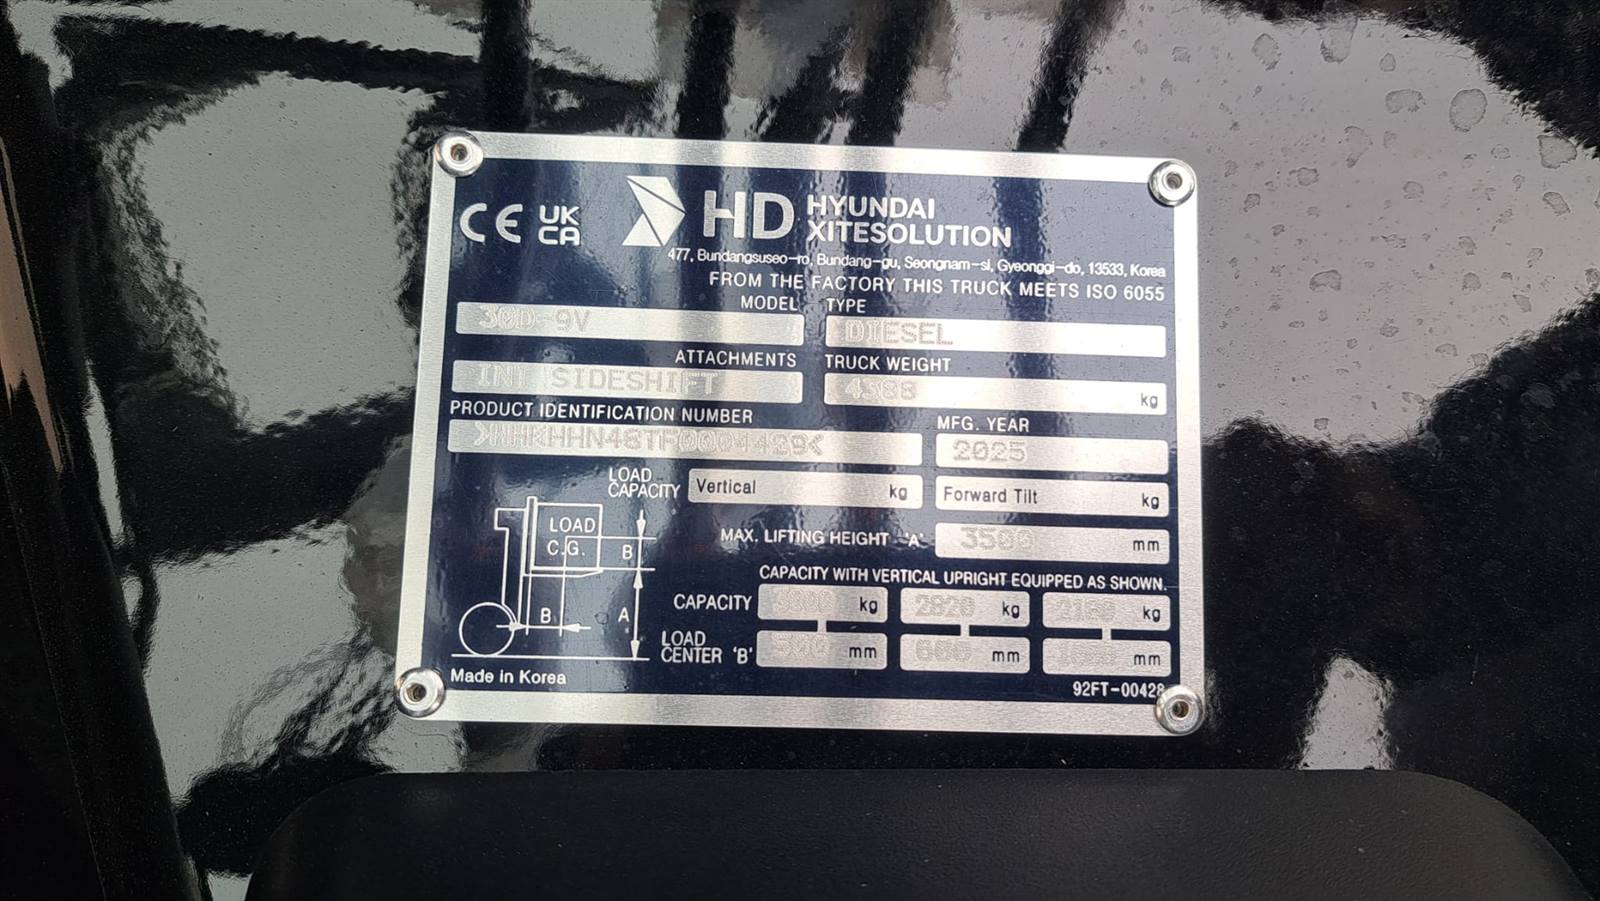 CE UK CA HD HYUNDAI XITESOLUTION
477, Bundangsuseo-ro, Bundang-gu, Seongnam-si, Gyeonggi-do, 13533, Korea
FROM THE FACTORY THIS TRUCK MEETS ISO 6055
MODEL TYPE
30D-9V DIESEL
ATTACHMENTS TRUCK WEIGHT
INT SIDESHIFT kg
PRODUCT IDENTIFICATION NUMBER MFG. YEAR
2025
LOAD CAPACITY Vertical kg Forward Tilt kg
MAX. LIFTING HEIGHT 'A' 3500 mm
CAPACITY WITH VERTICAL UPRIGHT EQUIPPED AS SHOWN.
CAPACITY kg 2820 kg kg
LOAD CENTER 'B' 500 mm 600 mm mm
LOAD C.G. B
B A
Made in Korea
92FT-00428